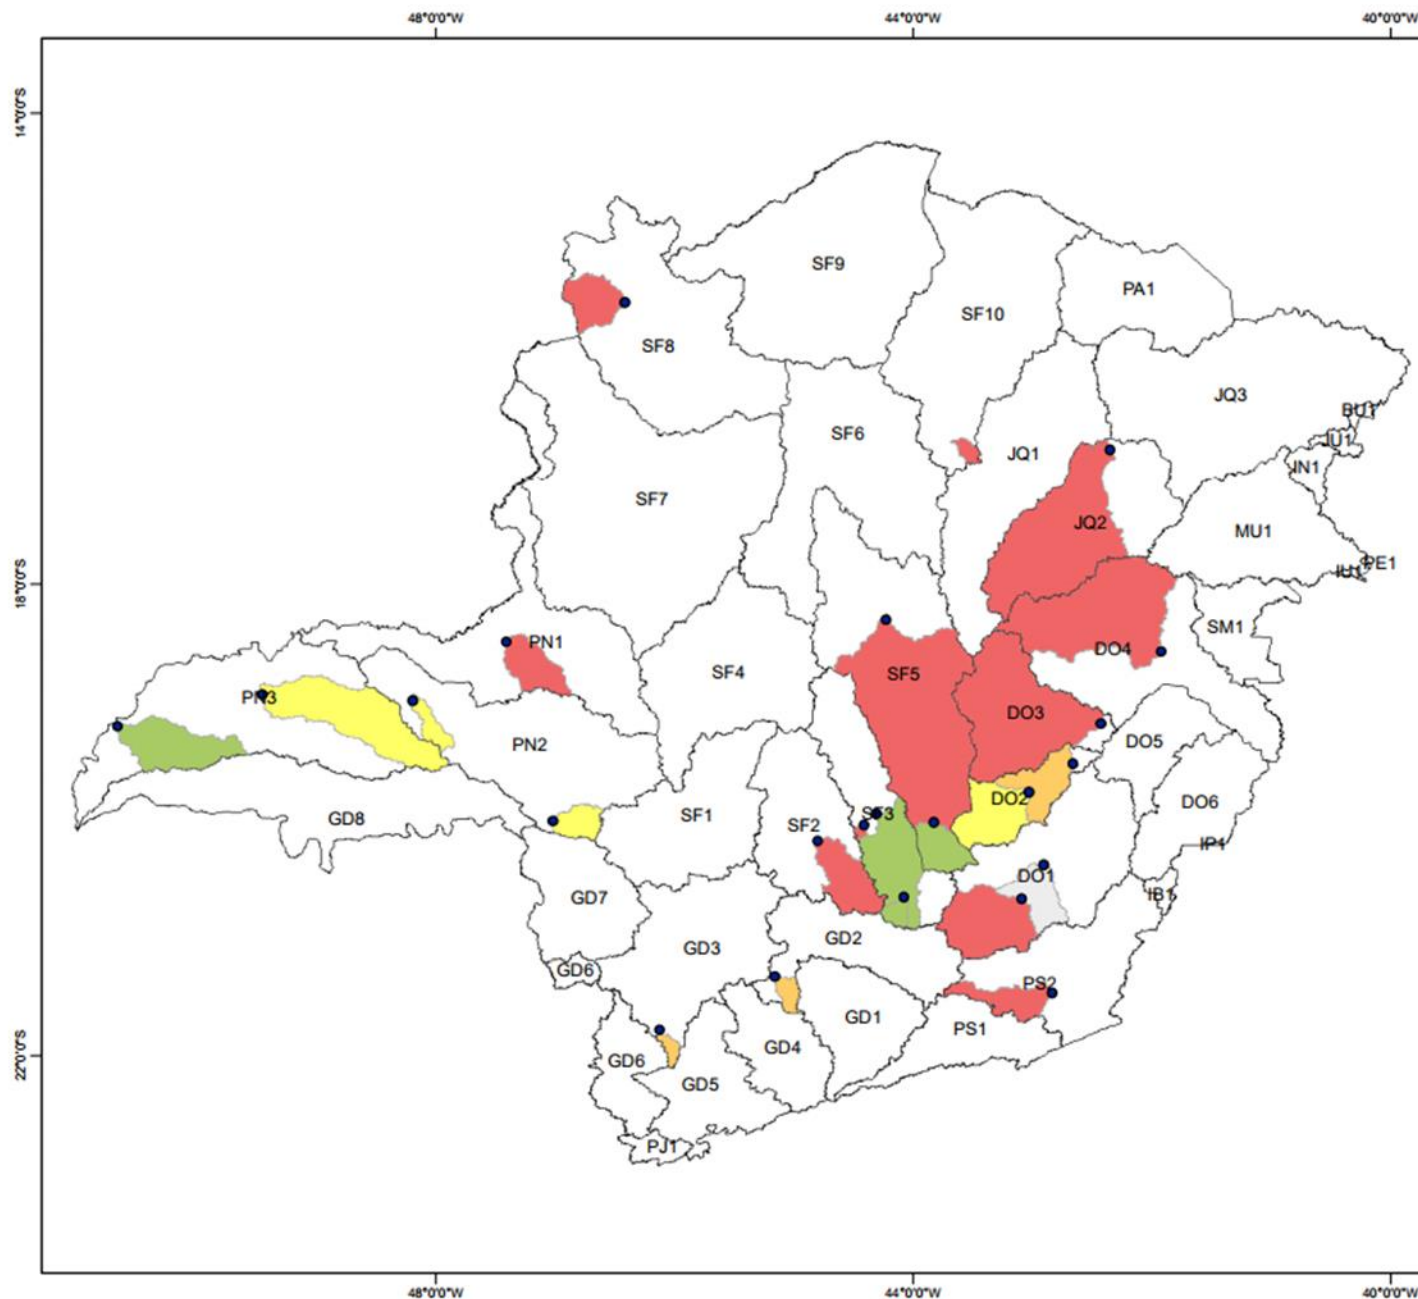 48°0'0"W
44°0'0"W
40°0'0"W
14°0'0"S
SF9
PA1
SF10
SF8
JQ3
BU1
SF6
JU1
JQ1
IN1
SF7
JQ2
MU1
PE1
IU1
18°0'0"S
SM1
PN1
DO4
SF4
SF5
PN3
DO3
PN2
DO5
DO2
DO6
SF3
SF1
GD8
SF2
IP1
DO1
IB1
GD7
GD2
GD3
GD6
PS2
GD1
PS1
GD4
22°0'0"S
GD6
GD5
PJ1
48°0'0"W
44°0'0"W
40°0'0"W